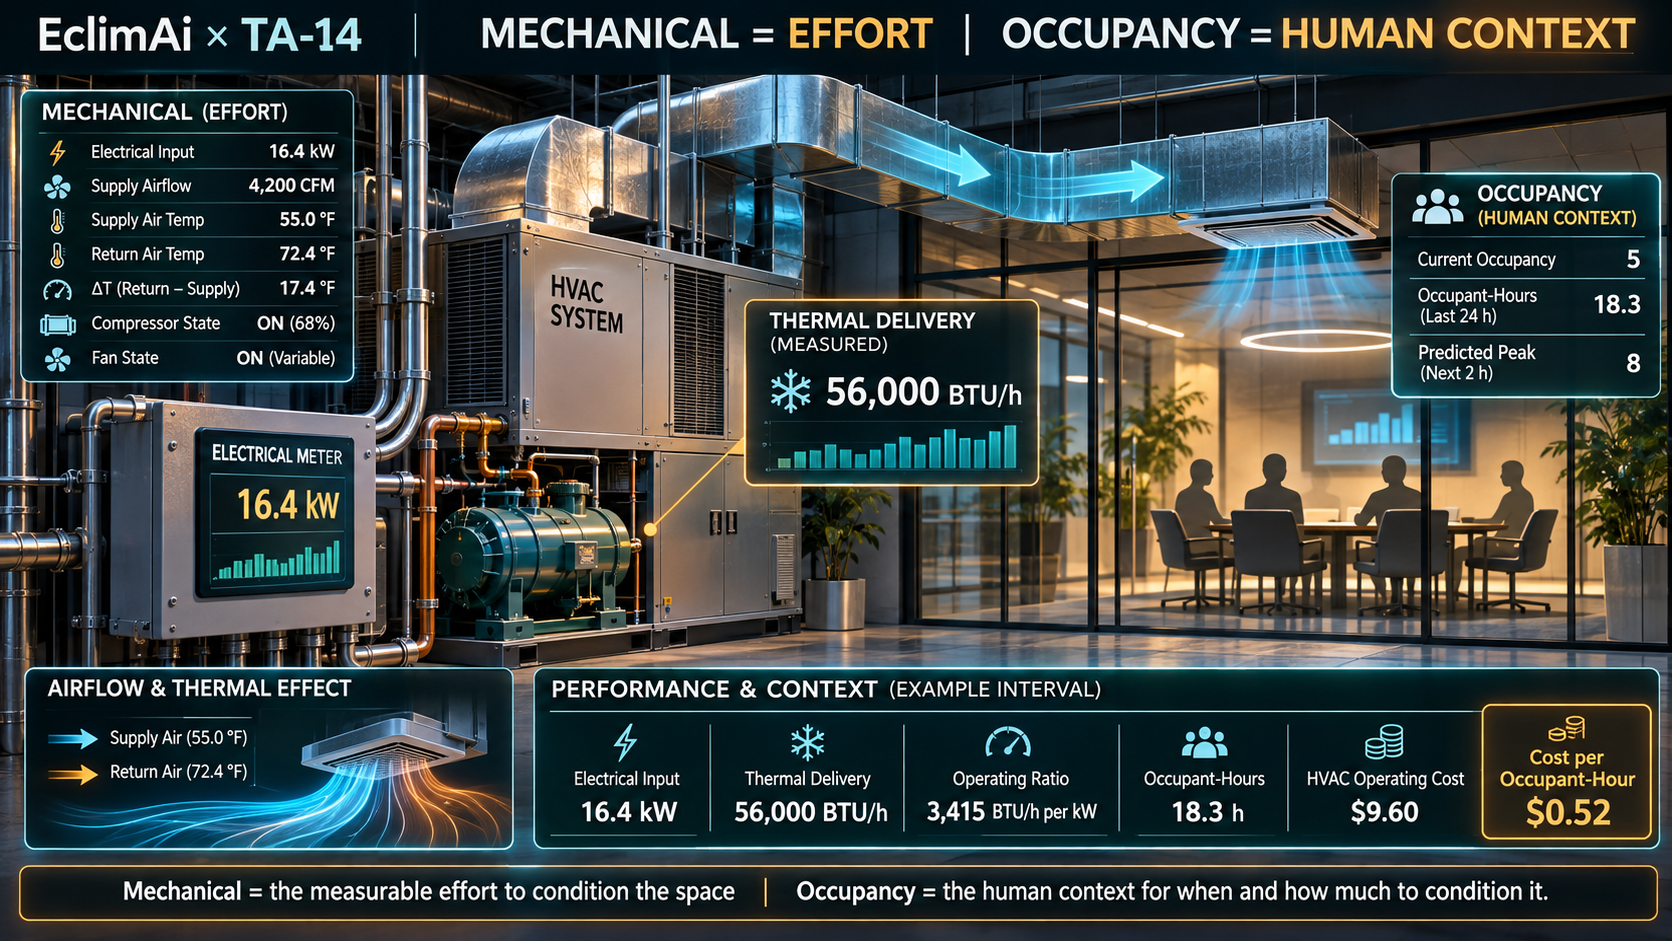 EclimAi × TA-14
MECHANICAL = EFFORT | OCCUPANCY = HUMAN CONTEXT
MECHANICAL (EFFORT)
Electrical Input 16.4 kW
Supply Airflow 4,200 CFM
Supply Air Temp 55.0 °F
Return Air Temp 72.4 °F
ΔT (Return – Supply) 17.4 °F
Compressor State ON (68%)
Fan State ON (Variable)
HVAC
SYSTEM
THERMAL DELIVERY
(MEASURED)
56,000 BTU/h
OCCUPANCY
(HUMAN CONTEXT)
Current Occupancy 5
Occupant-Hours
(Last 24 h) 18.3
Predicted Peak
(Next 2 h) 8
ELECTRICAL METER
16.4 kW
AIRFLOW & THERMAL EFFECT
Supply Air (55.0 °F)
Return Air (72.4 °F)
PERFORMANCE & CONTEXT (EXAMPLE INTERVAL)
Electrical Input
16.4 kW
Thermal Delivery
56,000 BTU/h
Operating Ratio
3,415 BTU/h per kW
Occupant-Hours
18.3 h
HVAC Operating Cost
$9.60
Cost per
Occupant-Hour
$0.52
Mechanical = the measurable effort to condition the space | Occupancy = the human context for when and how much to condition it.